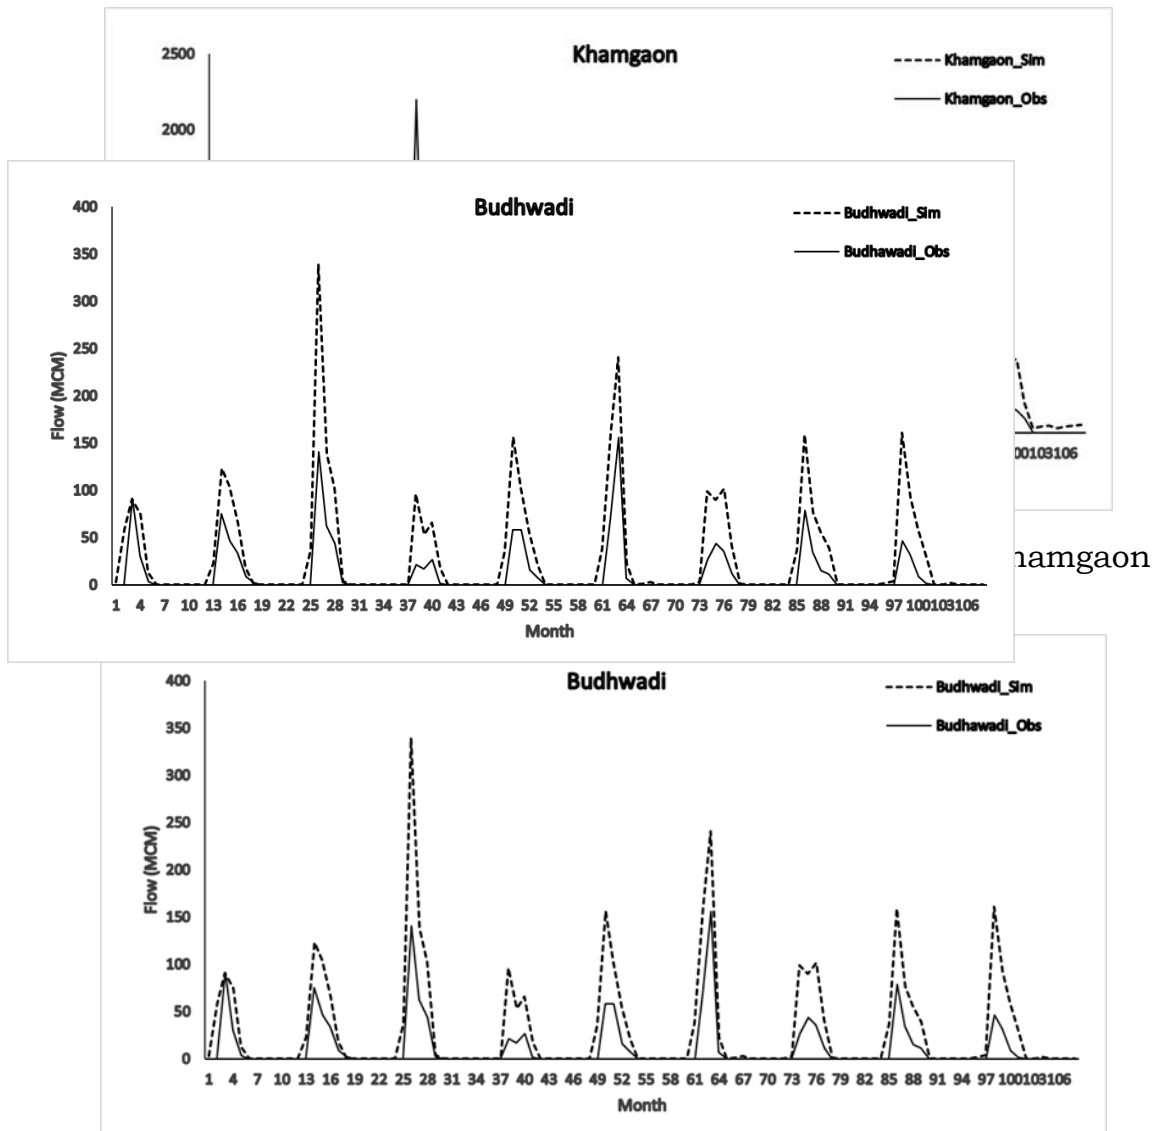 Khamgaon
Khamgaon_Sim
Khamgaon_Obs
2500
2000
Budhwadi
Budhwadi_Sim
Budhawadi_Obs
400
350
300
250
200
150
100
50
0
Flow (MCM)
1 4 7 10 13 16 19 22 25 28 31 34 37 40 43 46 49 52 55 58 61 64 67 70 73 76 79 82 85 88 91 94 97 100103106
Month
00103106
hamgaon
Budhwadi
Budhwadi_Sim
Budhawadi_Obs
400
350
300
250
200
150
100
50
0
Flow (MCM)
1 4 7 10 13 16 19 22 25 28 31 34 37 40 43 46 49 52 55 58 61 64 67 70 73 76 79 82 85 88 91 94 97 100103106
Month